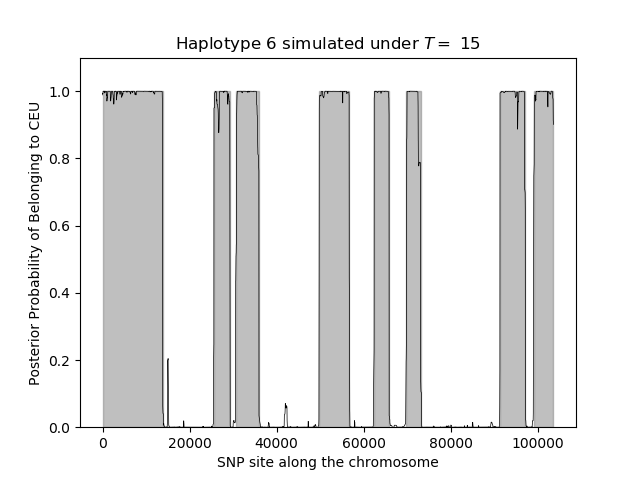 Haplotype 6 simulated under T = 15
Posterior Probability of Belonging to CEU
1.0
0.8
0.6
0.4
0.2
0.0
0 20000 40000 60000 80000 100000
SNP site along the chromosome